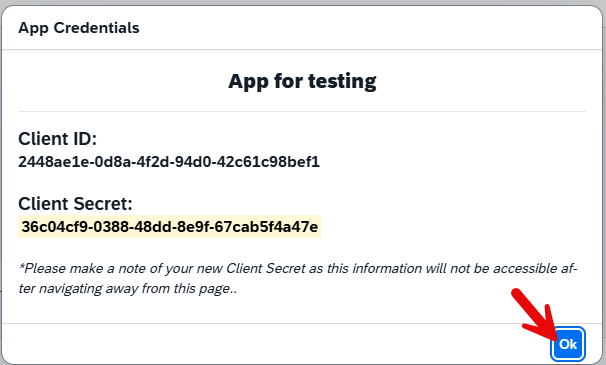 App Credentials
App for testing
Client ID:
2448ae1e-0d8a-4f2d-94d0-42c61c98bef1
Client Secret:
36c04cf9-0388-48dd-8e9f-67cab5f4a47e
*Please make a note of your new Client Secret as this information will not be accessible af-
ter navigating away from this page..
Ok